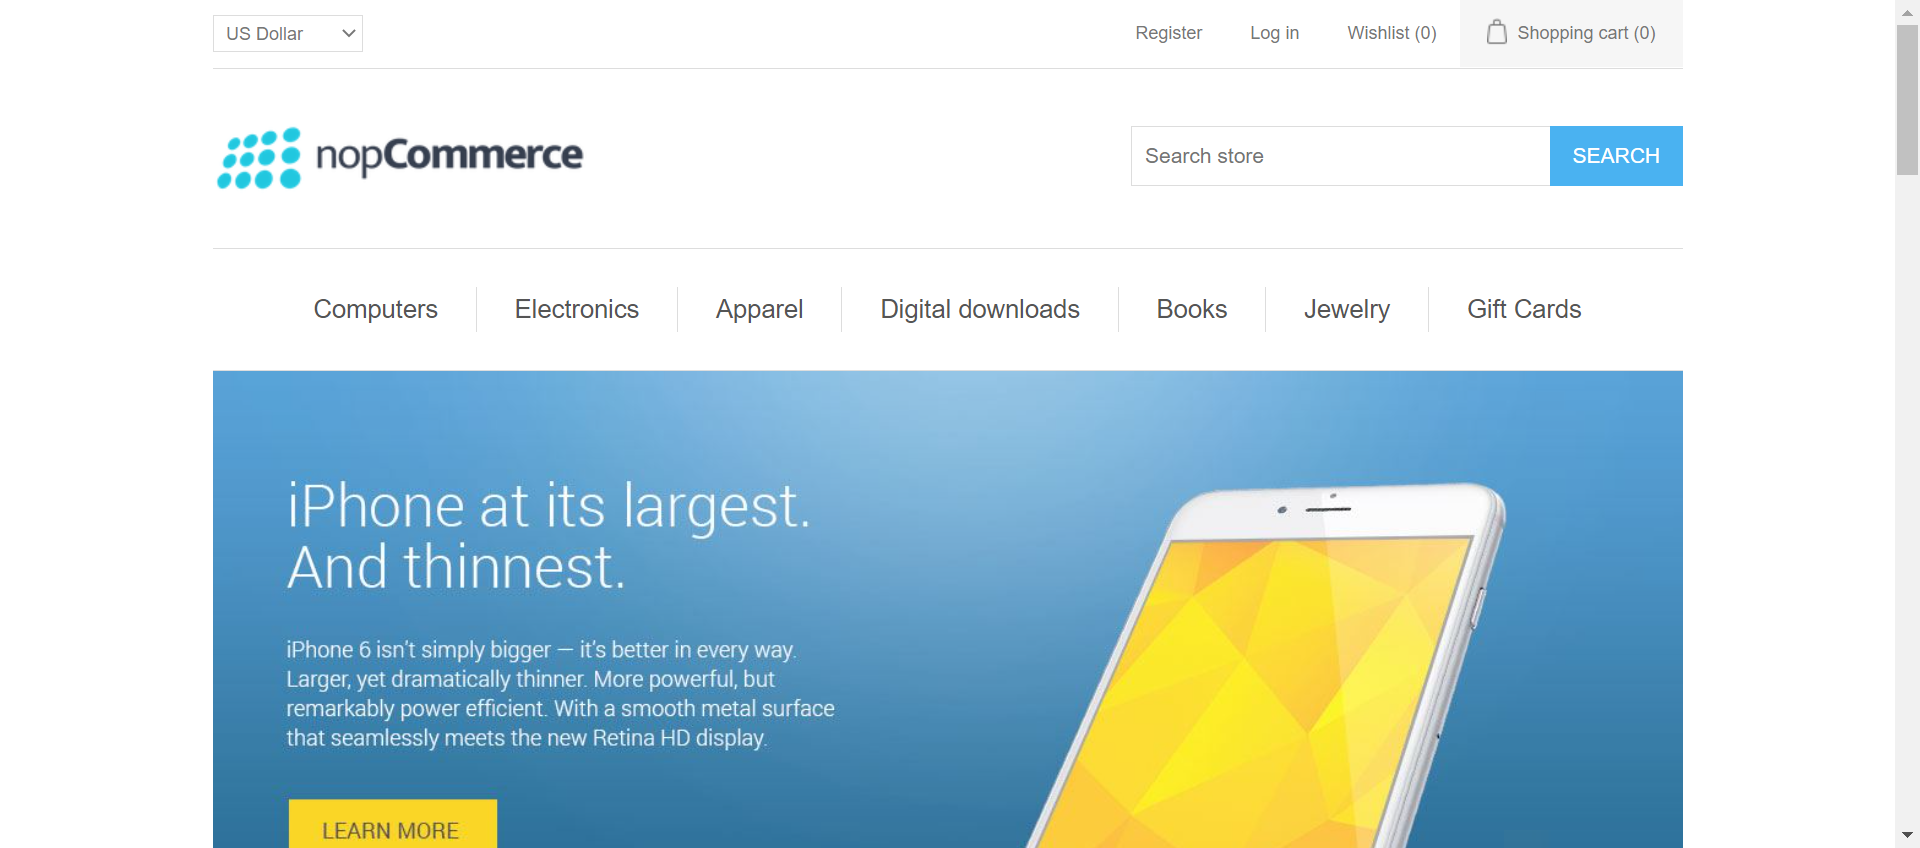 US Dollar
Register
Log in
Wishlist (0)
Shopping cart (0)
nopCommerce
Search store
SEARCH
Computers
Electronics
Apparel
Digital downloads
Books
Jewelry
Gift Cards
iPhone at its largest.
And thinnest.
iPhone 6 isn't simply bigger — it's better in every way.
Larger, yet dramatically thinner. More powerful, but
remarkably power efficient. With a smooth metal surface
that seamlessly meets the new Retina HD display.
LEARN MORE